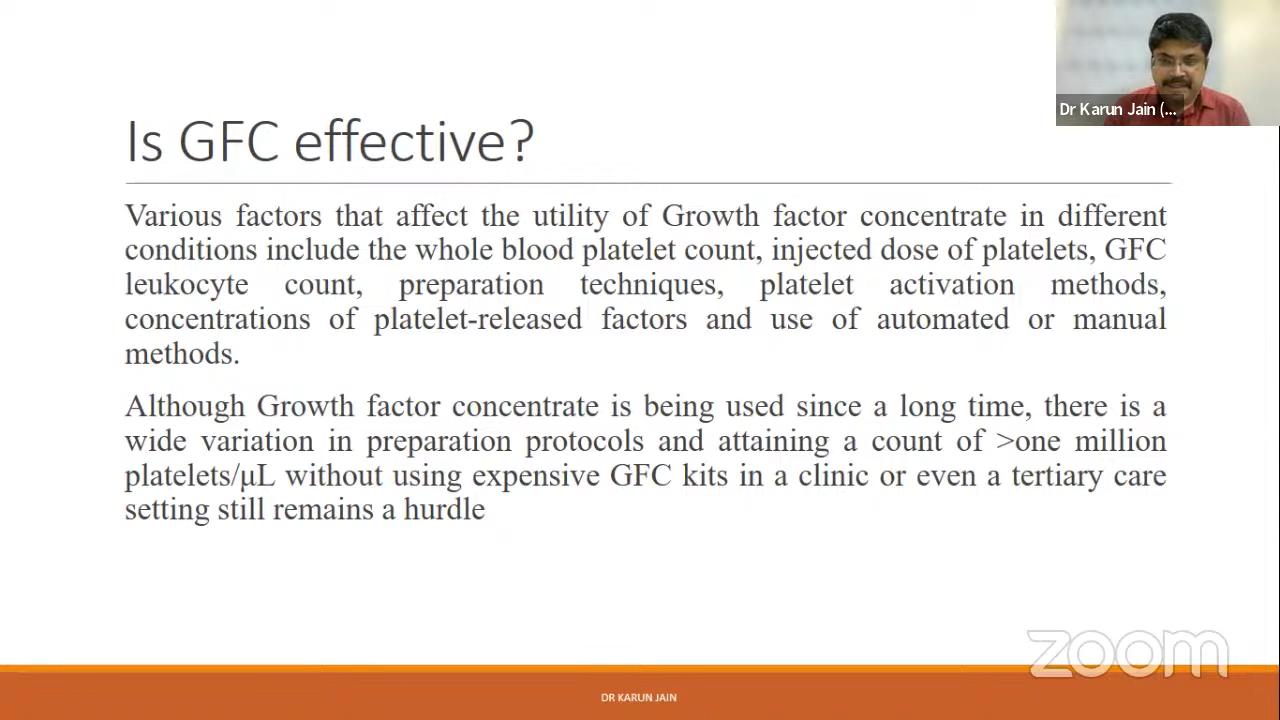 Dr Karun Jain (...
Is GFC effective?
Various factors that affect the utility of Growth factor concentrate in different
conditions include the whole blood platelet count, injected dose of platelets, GFC
leukocyte count, preparation techniques, platelet activation methods,
concentrations of platelet-released factors and use of automated or manual
methods.
Although Growth factor concentrate is being used since a long time, there is a
wide variation in preparation protocols and attaining a count of >one million
platelets/μL without using expensive GFC kits in a clinic or even a tertiary care
setting still remains a hurdle
zoom
DR KARUN JAIN